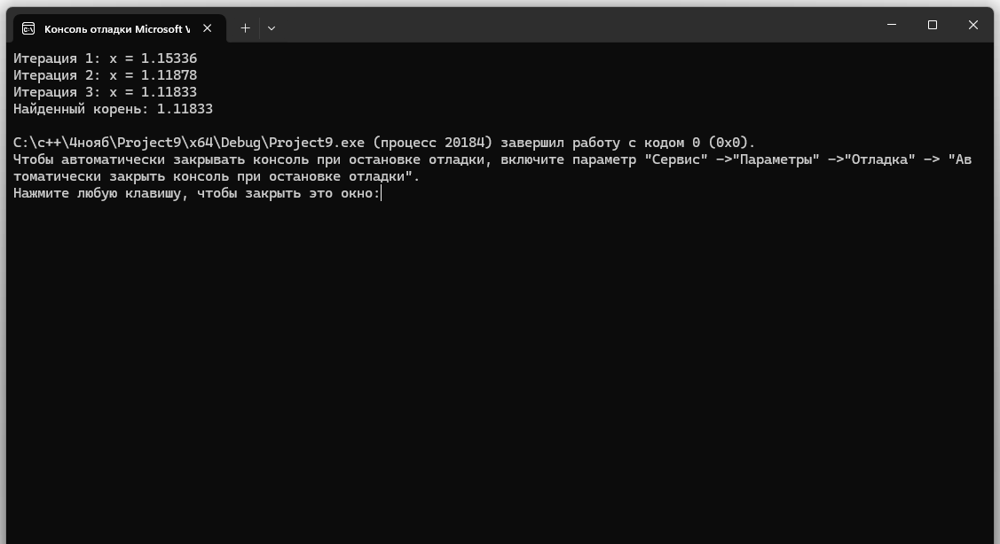 Консоль отладки Microsoft V
Итерация 1: x = 1.15336
Итерация 2: x = 1.11878
Итерация 3: x = 1.11833
Найденный корень: 1.11833
C:\c++\4нояб\Project9\x64\Debug\Project9.exe (процесс 20184) завершил работу с кодом 0 (0x0).
Чтобы автоматически закрывать консоль при остановке отладки, включите параметр "Сервис" ->"Параметры" ->"Отладка" -> "Ав
томатически закрыть консоль при остановке отладки".
Нажмите любую клавишу, чтобы закрыть это окно: